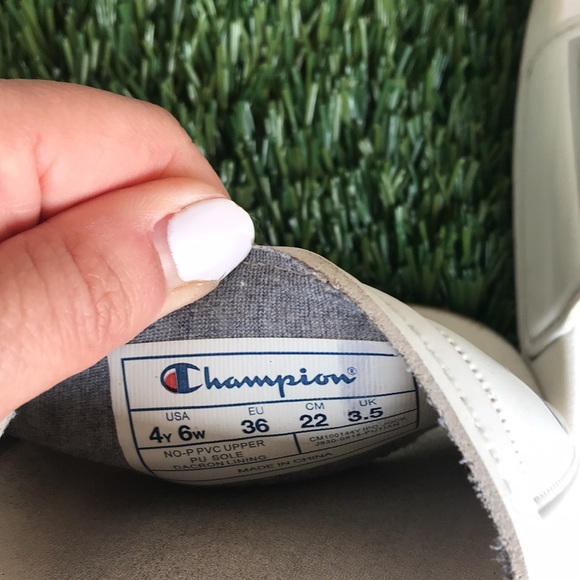 Champion®
USA EU CM UK
4Y 6W 36 22 3.5
NO-P PVC UPPER
PU SOLE
DACRON LINING
MADE IN CHINA
CM100144Y